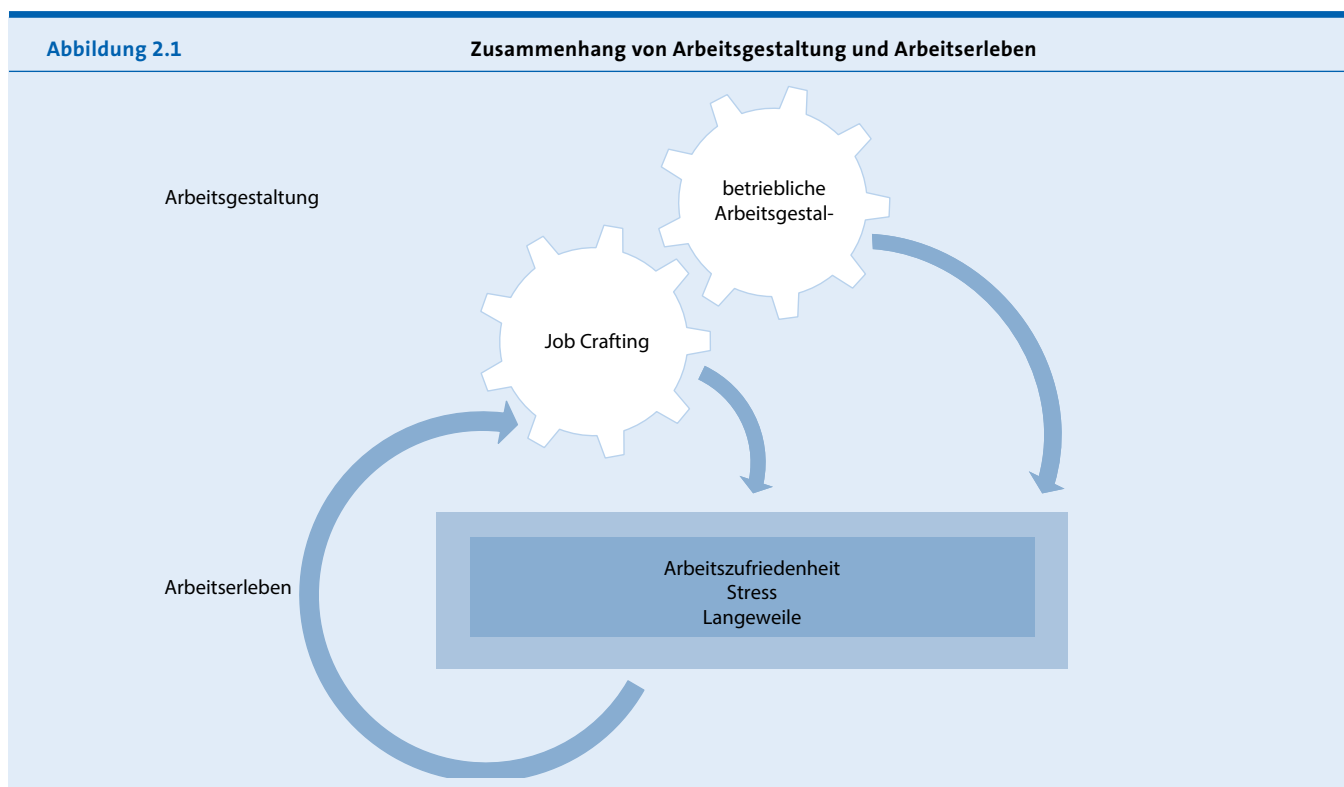 Abbildung 2.1
Zusammenhang von Arbeitsgestaltung und Arbeitserleben
Arbeitsgestaltung
betriebliche
Arbeitsgestal-
Job Crafting
Arbeitserleben
Arbeitszufriedenheit
Stress
Langeweile